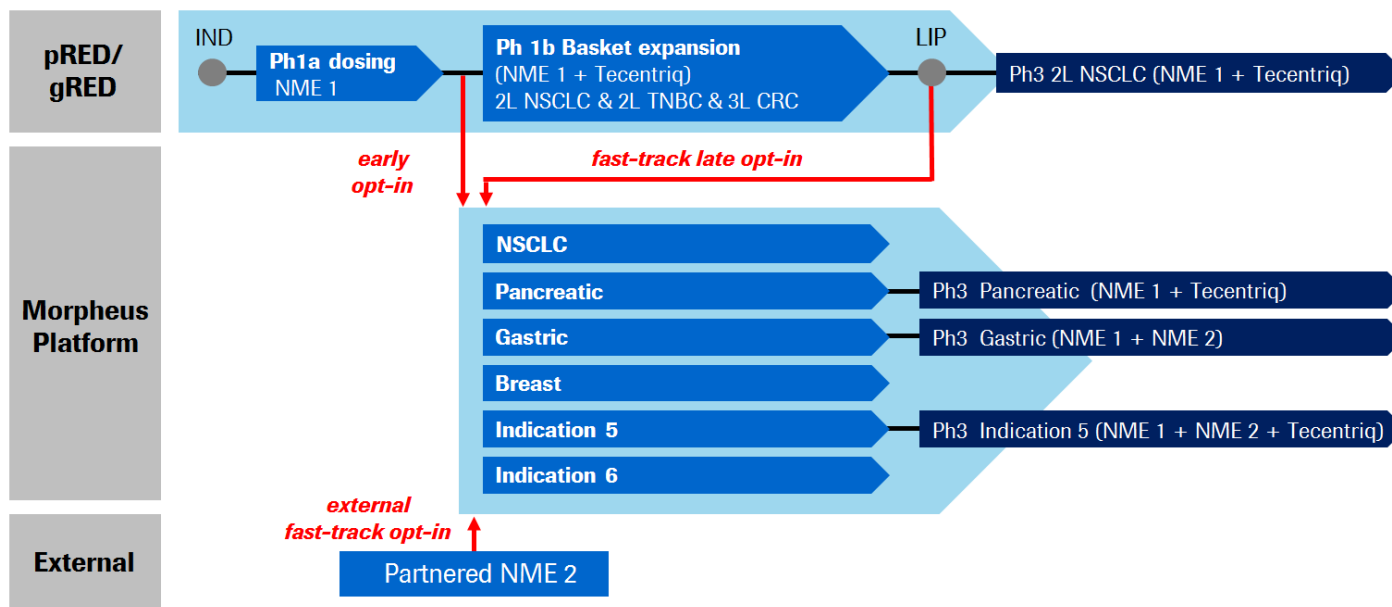 pRED/
gRED
IND
Ph1a dosing
NME 1
Ph 1b Basket expansion
(NME 1 + Tecentriq)
2L NSCLC & 2L TNBC & 3L CRC
LIP
Ph3 2L NSCLC (NME 1 + Tecentriq)
early
opt-in
fast-track late opt-in
Morpheus
Platform
NSCLC
Pancreatic
Ph3 Pancreatic (NME 1 + Tecentriq)
Gastric
Ph3 Gastric (NME 1 + NME 2)
Breast
Indication 5
Ph3 Indication 5 (NME 1 + NME 2 + Tecentriq)
Indication 6
external
fast-track opt-in
External
Partnered NME 2